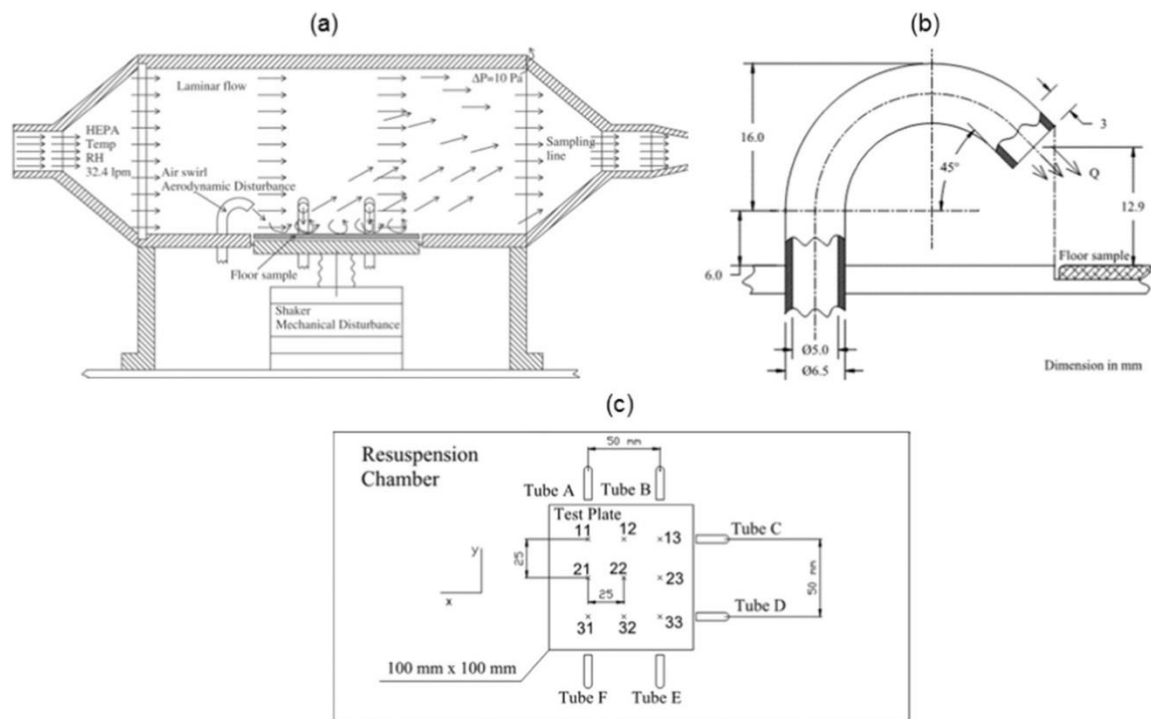 (a)
Laminar flow
ΔP=10 Pa
HEPA
Temp
RH
32.4 lpm
Air swirl
Aerodynamic Disturbance
Sampling
line
Floor sample
Shaker
Mechanical Disturbance
(b)
16.0
3
45°
Q
12.9
6.0
Floor sample
Ø5.0
Ø6.5
Dimension in mm
(c)
Resuspension
Chamber
50 mm
Tube A
Tube B
Test Plate
11
12
13
Tube C
25
y
x
21
22
23
50 mm
25
31
32
33
Tube D
100 mm x 100 mm
Tube F
Tube E